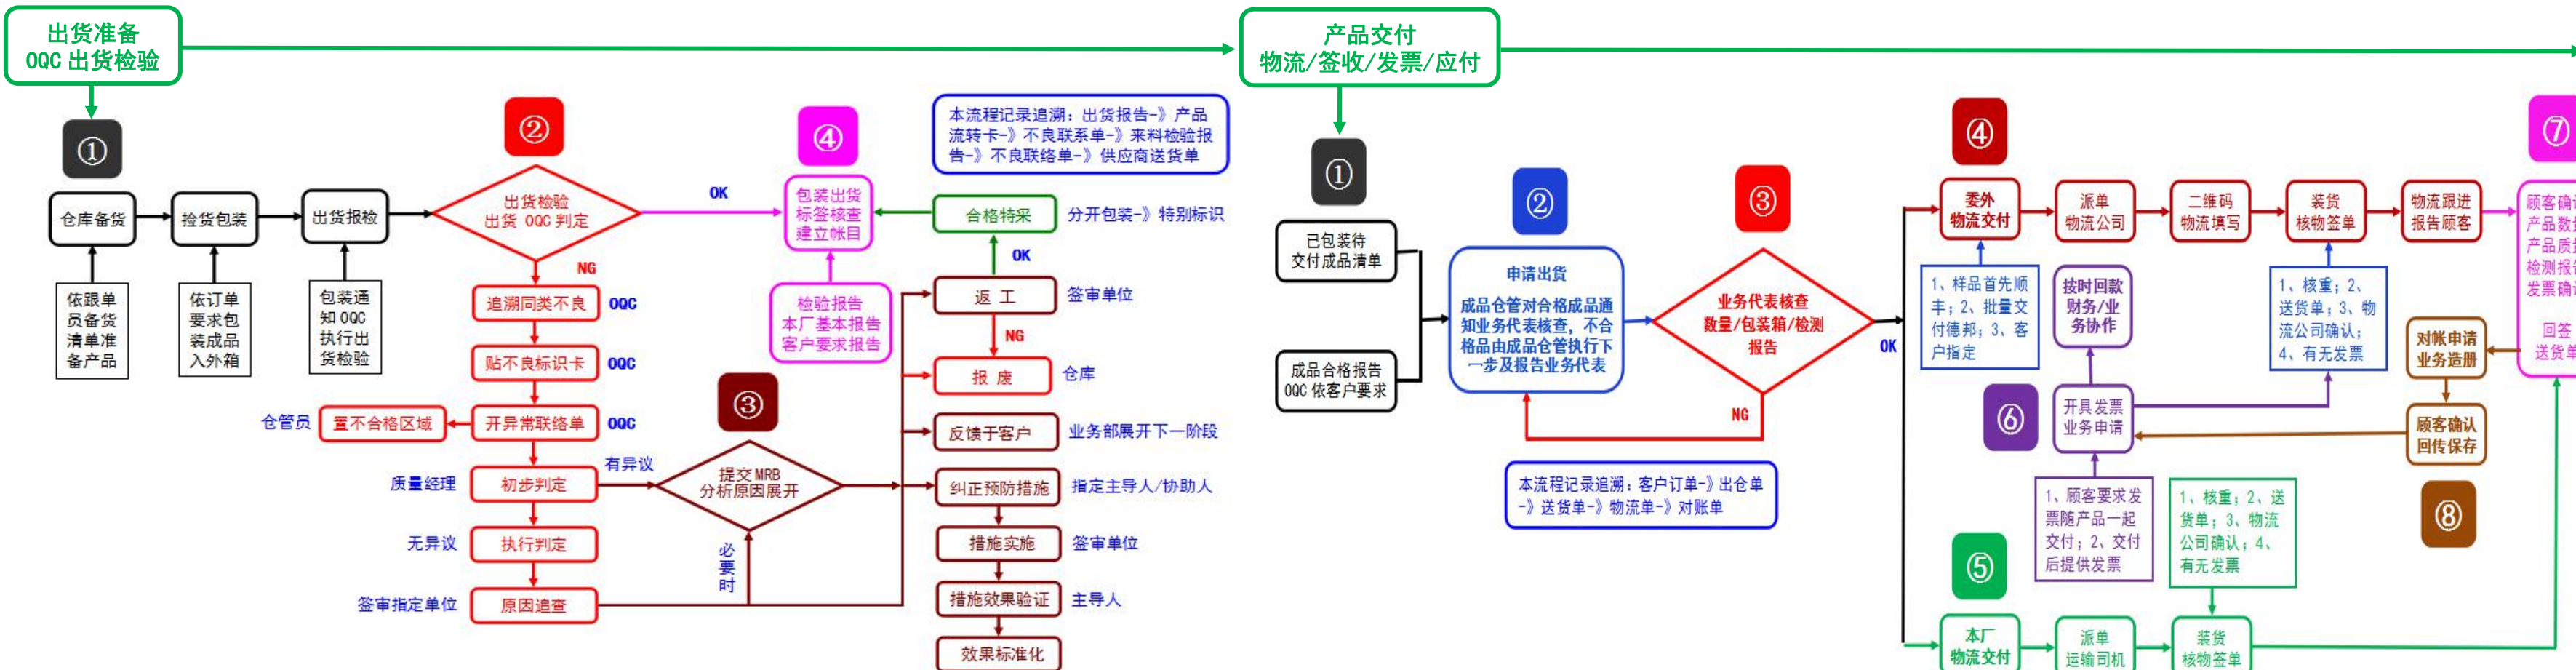 出货准备
OQC 出货检验
产品交付
物流/签收/发票/应付
①
仓库备货
捡货包装
出货报检
依跟单
员备货
清单准
备产品
依订单
要求包
装成品
入外箱
包装通
知 OQC
执行出
货检验
②
出货检验
出货 OQC 判定
OK
NG
追溯同类不良
OQC
贴不良标识卡
OQC
仓管员
置不合格区域
开异常联络单
OQC
质量经理
初步判定
有异议
无异议
执行判定
签审指定单位
原因追查
必
要
时
③
提交 MRB
分析原因展开
④
包装出货
标签核查
建立帐目
检验报告
本厂基本报告
客户要求报告
本流程记录追溯：出货报告-》产品
流转卡-》不良联系单-》来料检验报
告-》不良联络单-》供应商送货单
合格特采
分开包装-》特别标识
OK
返 工
签审单位
NG
报 废
仓库
反馈于客户
业务部展开下一阶段
纠正预防措施
指定主导人/协助人
措施实施
签审单位
措施效果验证
主导人
效果标准化
①
已包装待
交付成品清单
成品合格报告
OQC 依客户要求
②
申请出货
成品仓管对合格成品通
知业务代表核查，不合
格品由成品仓管执行下
一步及报告业务代表
③
业务代表核查
数量/包装箱/检测
报告
OK
NG
本流程记录追溯：客户订单-》出仓单
-》送货单-》物流单-》对账单
④
委外
物流交付
派单
物流公司
二维码
物流填写
装货
核物签单
物流跟进
报告顾客
1、样品首先顺
丰；2、批量交
付德邦；3、客
户指定
按时回款
财务/业
务协作
1、核重；2、
送货单；3、物
流公司确认；
4、有无发票
⑥
开具发票
业务申请
1、顾客要求发
票随产品一起
交付；2、交付
后提供发票
1、核重；2、送
货单；3、物流
公司确认；4、
有无发票
⑤
本厂
物流交付
派单
运输司机
装货
核物签单
⑦
顾客确
产品数
产品质
检测报
发票确
回签
送货单
对帐申请
业务造册
顾客确认
回传保存
⑧